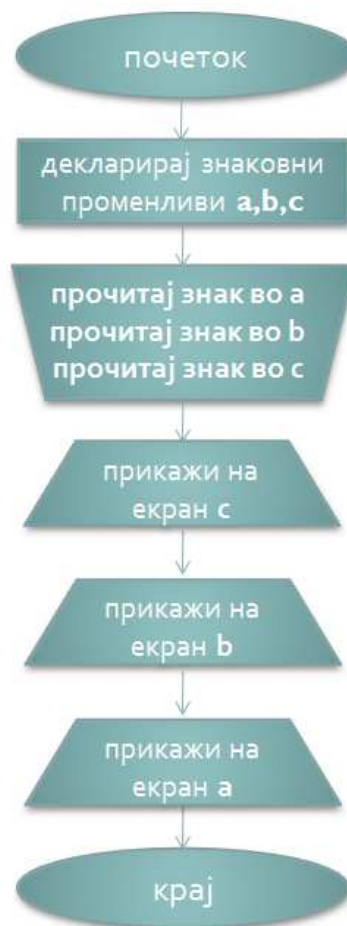 почеток
декларирај знаковни
променливи a,b,c
прочитај знак во a
прочитај знак во b
прочитај знак во c
прикажи на
екран c
прикажи на
екран b
прикажи на
екран a
крај